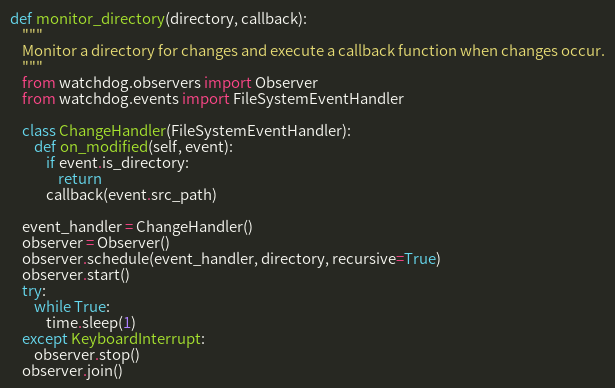 def monitor_directory(directory, callback):
    """
    Monitor a directory for changes and execute a callback function when changes occur.
    """
    from watchdog.observers import Observer
    from watchdog.events import FileSystemEventHandler

    class ChangeHandler(FileSystemEventHandler):
        def on_modified(self, event):
            if event.is_directory:
                return
            callback(event.src_path)

    event_handler = ChangeHandler()
    observer = Observer()
    observer.schedule(event_handler, directory, recursive=True)
    observer.start()
    try:
        while True:
            time.sleep(1)
    except KeyboardInterrupt:
        observer.stop()
    observer.join()